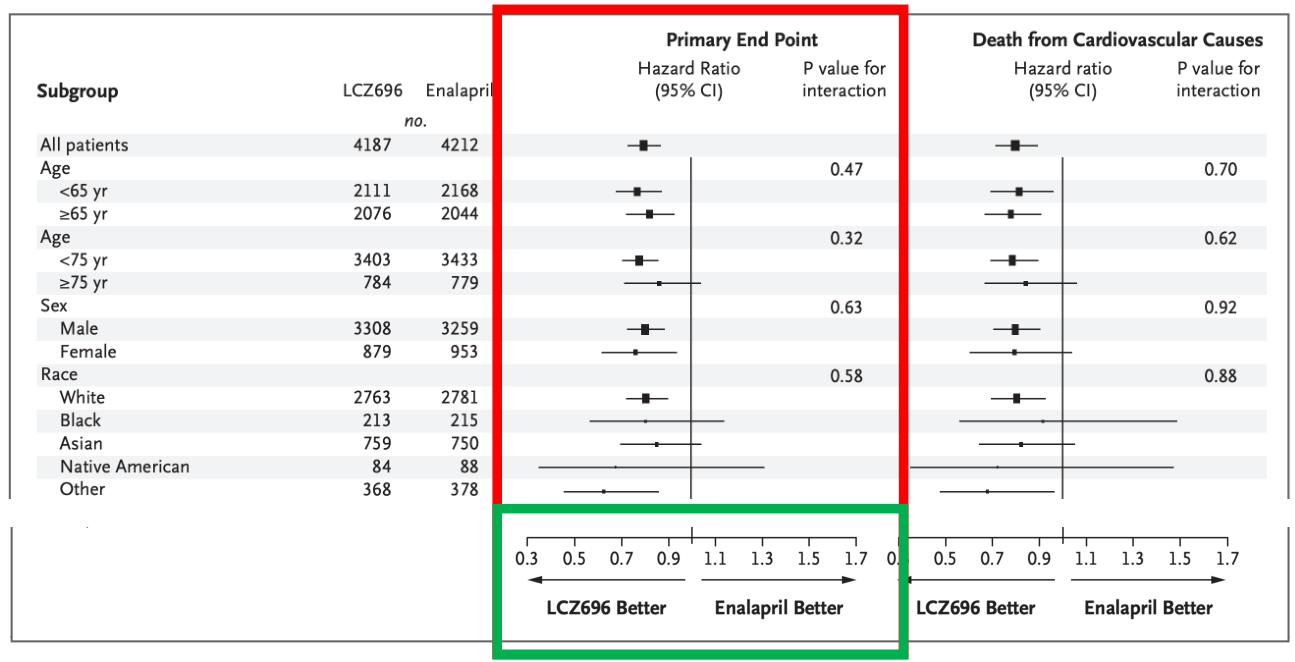 Primary End Point Death from Cardiovascular Causes
Hazard Ratio P value for Hazard ratio P value for
Subgroup LCZ696 Enalapril (95% CI) interaction (95% CI) interaction
no.
All patients 4187 4212
Age 0.47 0.70
<65 yr 2111 2168
≥65 yr 2076 2044
Age 0.32 0.62
<75 yr 3403 3433
≥75 yr 784 779
Sex 0.63 0.92
Male 3308 3259
Female 879 953
Race 0.58 0.88
White 2763 2781
Black 213 215
Asian 759 750
Native American 84 88
Other 368 378
0.3 0.5 0.7 0.9 1.1 1.3 1.5 1.7 0.5 0.7 0.9 1.1 1.3 1.5 1.7
LCZ696 Better Enalapril Better LCZ696 Better Enalapril Better